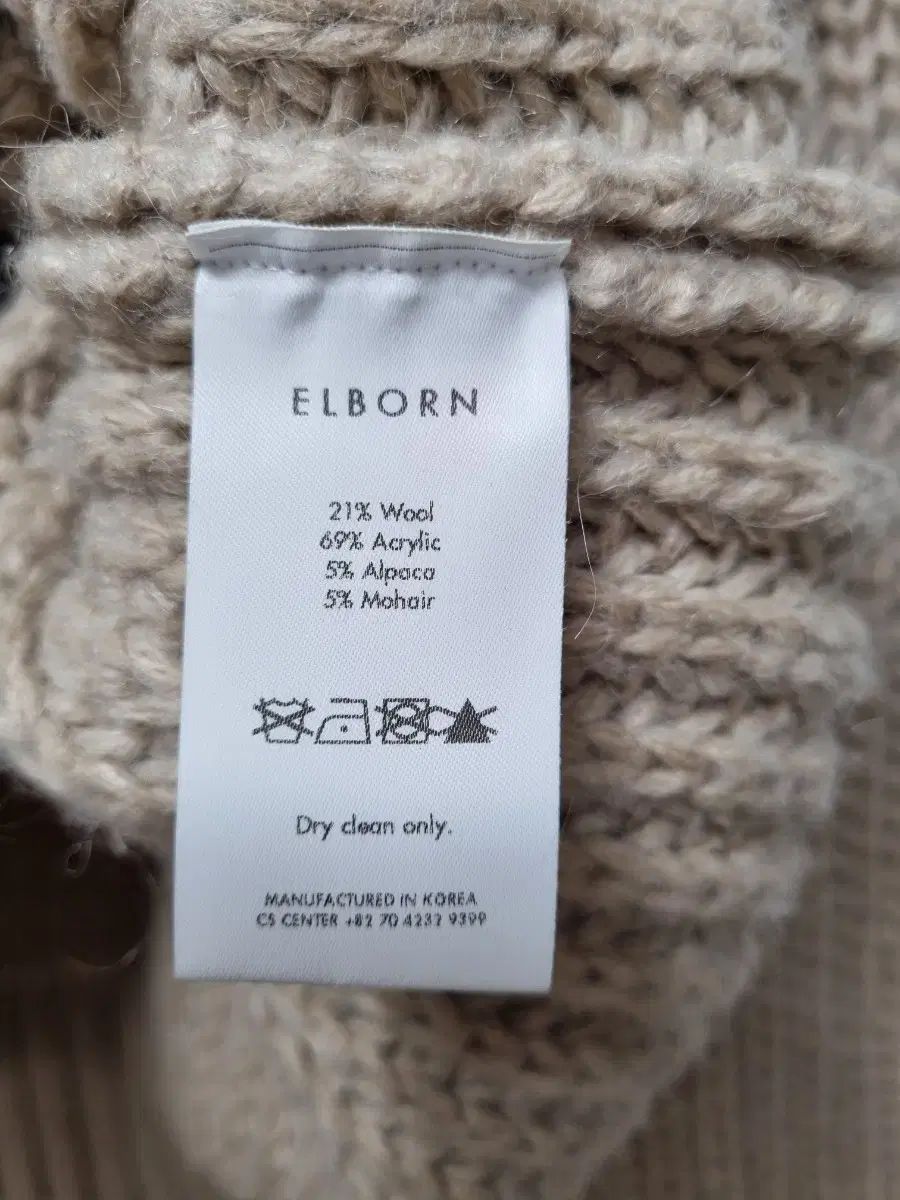 ELBORN
21% Wool
69% Acrylic
5% Alpaca
5% Mohair
Dry clean only.
MANUFACTURED IN KOREA
CS CENTER +82 70 4232 9399